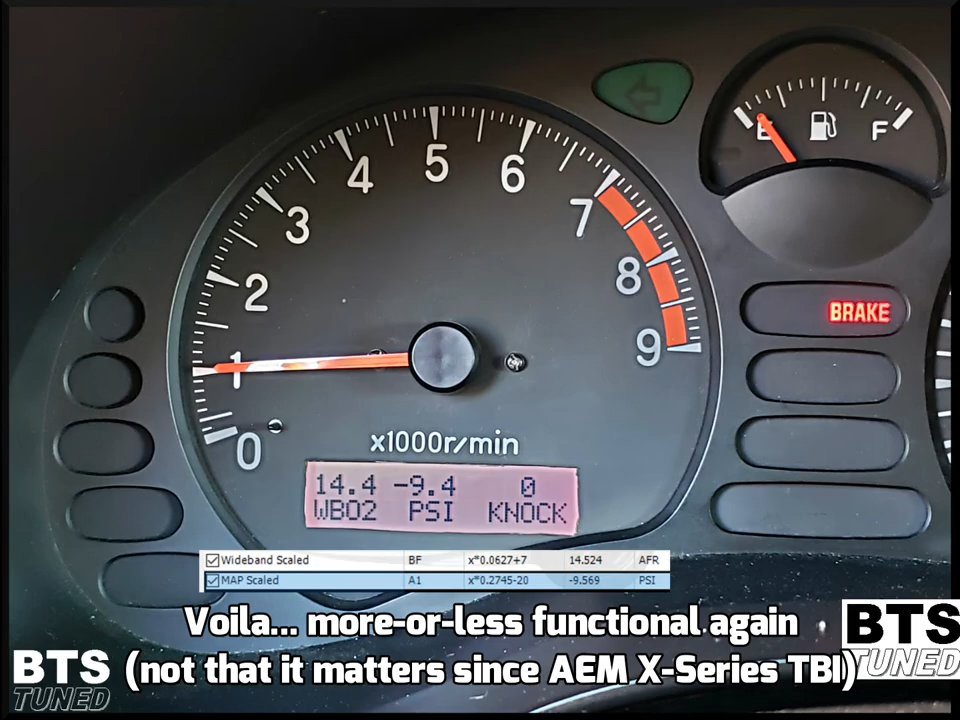 5
4
6
3
7
2
8
1
9
0
E
F
BRAKE
x1000r/min
14.4 -9.4 0
WBO2 PSI KNOCK
Wideband Scaled BF x*0.0627+7 14.524 AFR
MAP Scaled A1 x*0.2745-20 -9.569 PSI
Voila... more-or-less functional again
(not that it matters since AEM X-Series TBI)
BTS
TUNED
BTS
TUNED